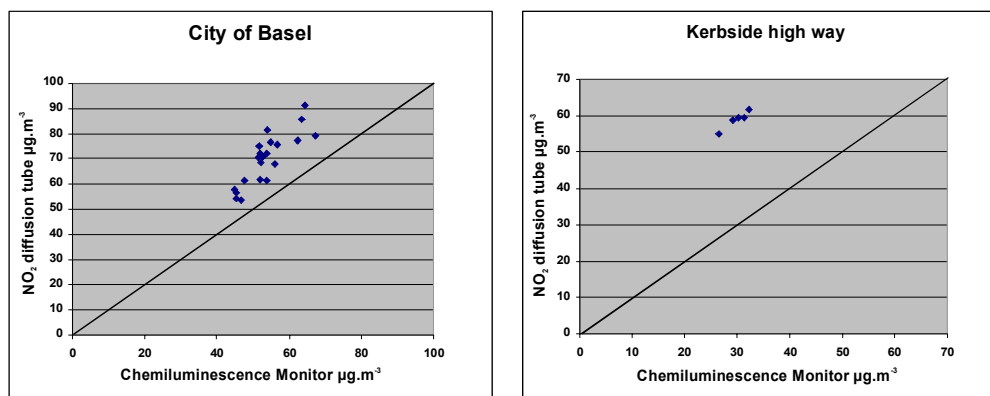 City of Basel
NO₂ diffusion tube µg.m⁻³
100
90
80
70
60
50
40
30
20
10
0
0 20 40 60 80 100
Chemiluminescence Monitor µg.m⁻³
Kerbside high way
NO₂ diffusion tube µg.m⁻³
70
60
50
40
30
20
10
0
0 10 20 30 40 50 60 70
Chemiluminescence Monitor µg.m⁻³